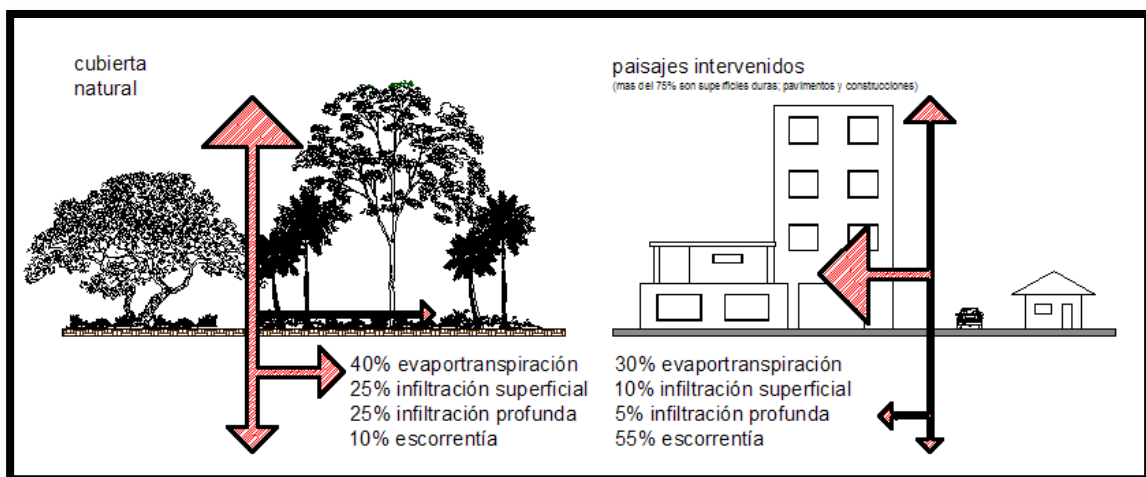 cubierta
natural
paisajes intervenidos
(mas del 75% son superficies duras; pavimentos y construcciones)
40% evaportranspiración
25% infiltración superficial
25% infiltración profunda
10% escorrentía
30% evaportranspiración
10% infiltración superficial
5% infiltración profunda
55% escorrentía